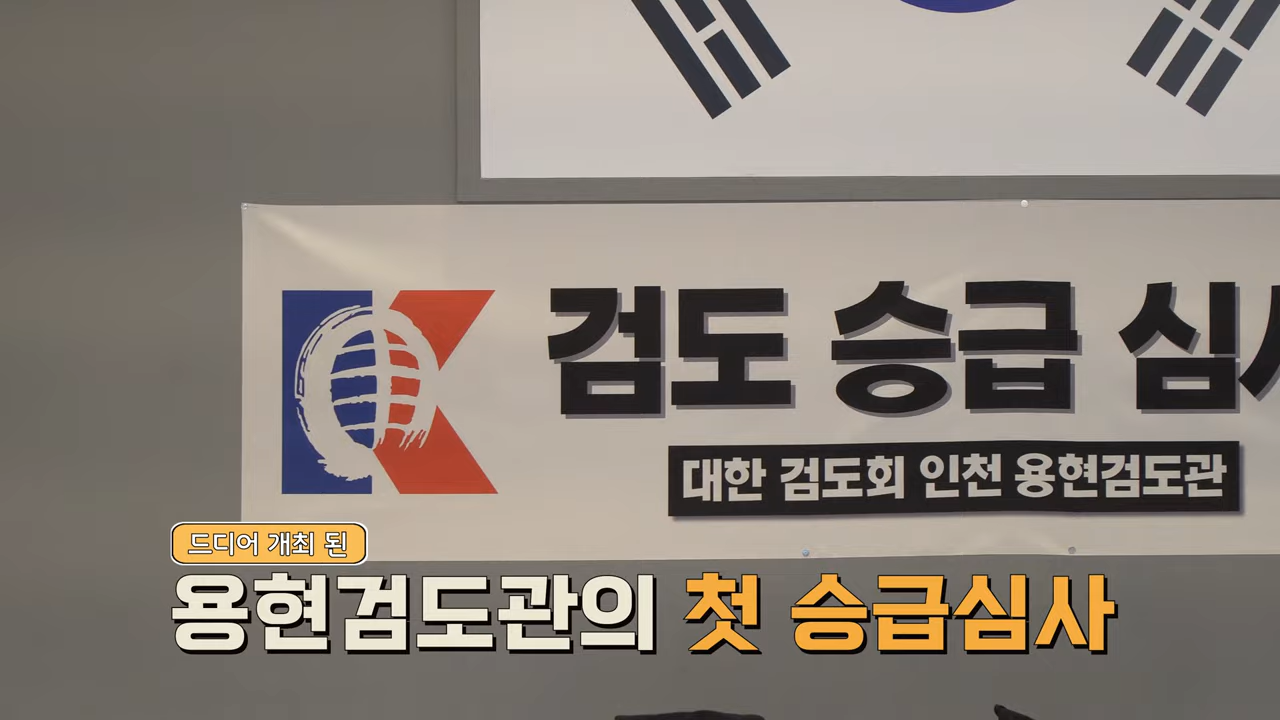 검도 승급 심사
대한 검도회 인천 용현검도관
드디어 개최 된
용현검도관의 첫 승급심사